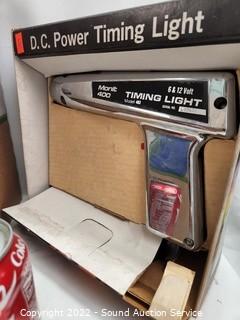 D.C. Power Timing Light
Monit
400
6 & 12 Volt
TIMING LIGHT
Copyright 2022 - Sound Auction Service